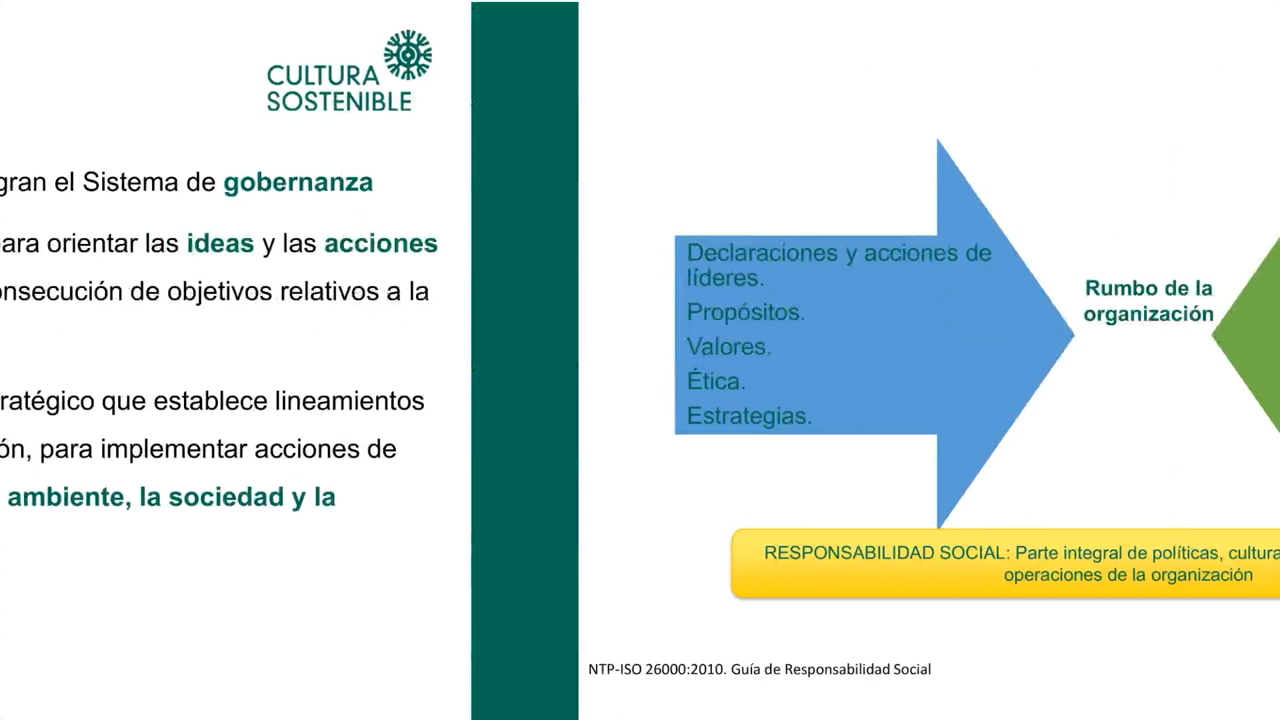 CULTURA
SOSTENIBLE
gran el Sistema de gobernanza
para orientar las ideas y las acciones
onsecución de objetivos relativos a la
ratégico que establece lineamientos
ón, para implementar acciones de
ambiente, la sociedad y la
Declaraciones y acciones de
líderes.
Propósitos.
Valores.
Ética.
Estrategias.
Rumbo de la
organización
RESPONSABILIDAD SOCIAL: Parte integral de políticas, cultura
operaciones de la organización
NTP-ISO 26000:2010. Guía de Responsabilidad Social